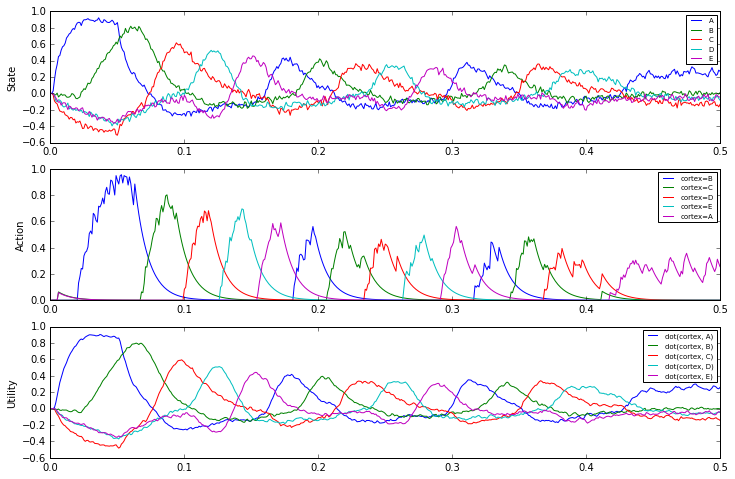 1.0
0.8
0.6
0.4
0.2
0.0
−0.2
−0.4
−0.6
State
A
B
C
D
E
0.0 0.1 0.2 0.3 0.4 0.5
1.0
0.8
0.6
0.4
0.2
0.0
Action
cortex=B
cortex=C
cortex=D
cortex=E
cortex=A
0.0 0.1 0.2 0.3 0.4 0.5
1.0
0.8
0.6
0.4
0.2
0.0
−0.2
−0.4
−0.6
Utility
dot(cortex, A)
dot(cortex, B)
dot(cortex, C)
dot(cortex, D)
dot(cortex, E)
0.0 0.1 0.2 0.3 0.4 0.5